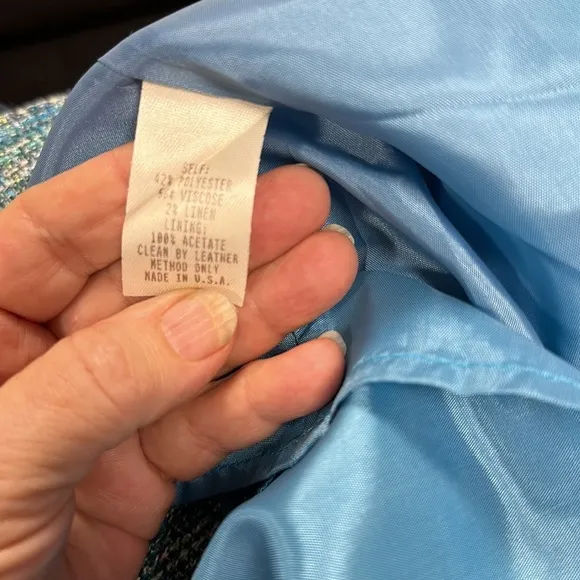 SELF:
42% POLYESTER
VISCOSE
2% LINEN
LINING:
100% ACETATE
CLEAN BY LEATHER
METHOD ONLY
MADE IN U.S.A.